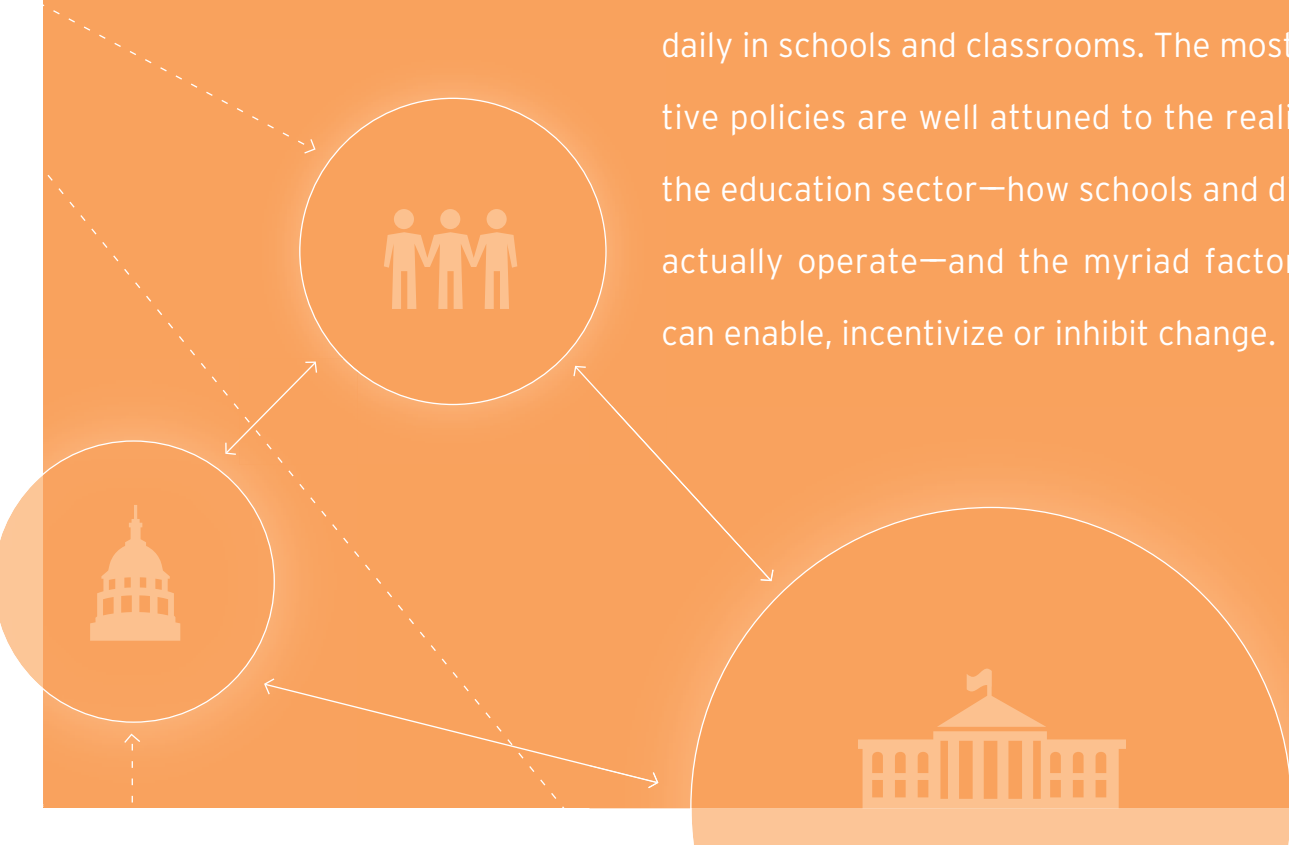 daily in schools and classrooms. The most
tive policies are well attuned to the reali
the education sector—how schools and d
actually operate—and the myriad factor
can enable, incentivize or inhibit change.